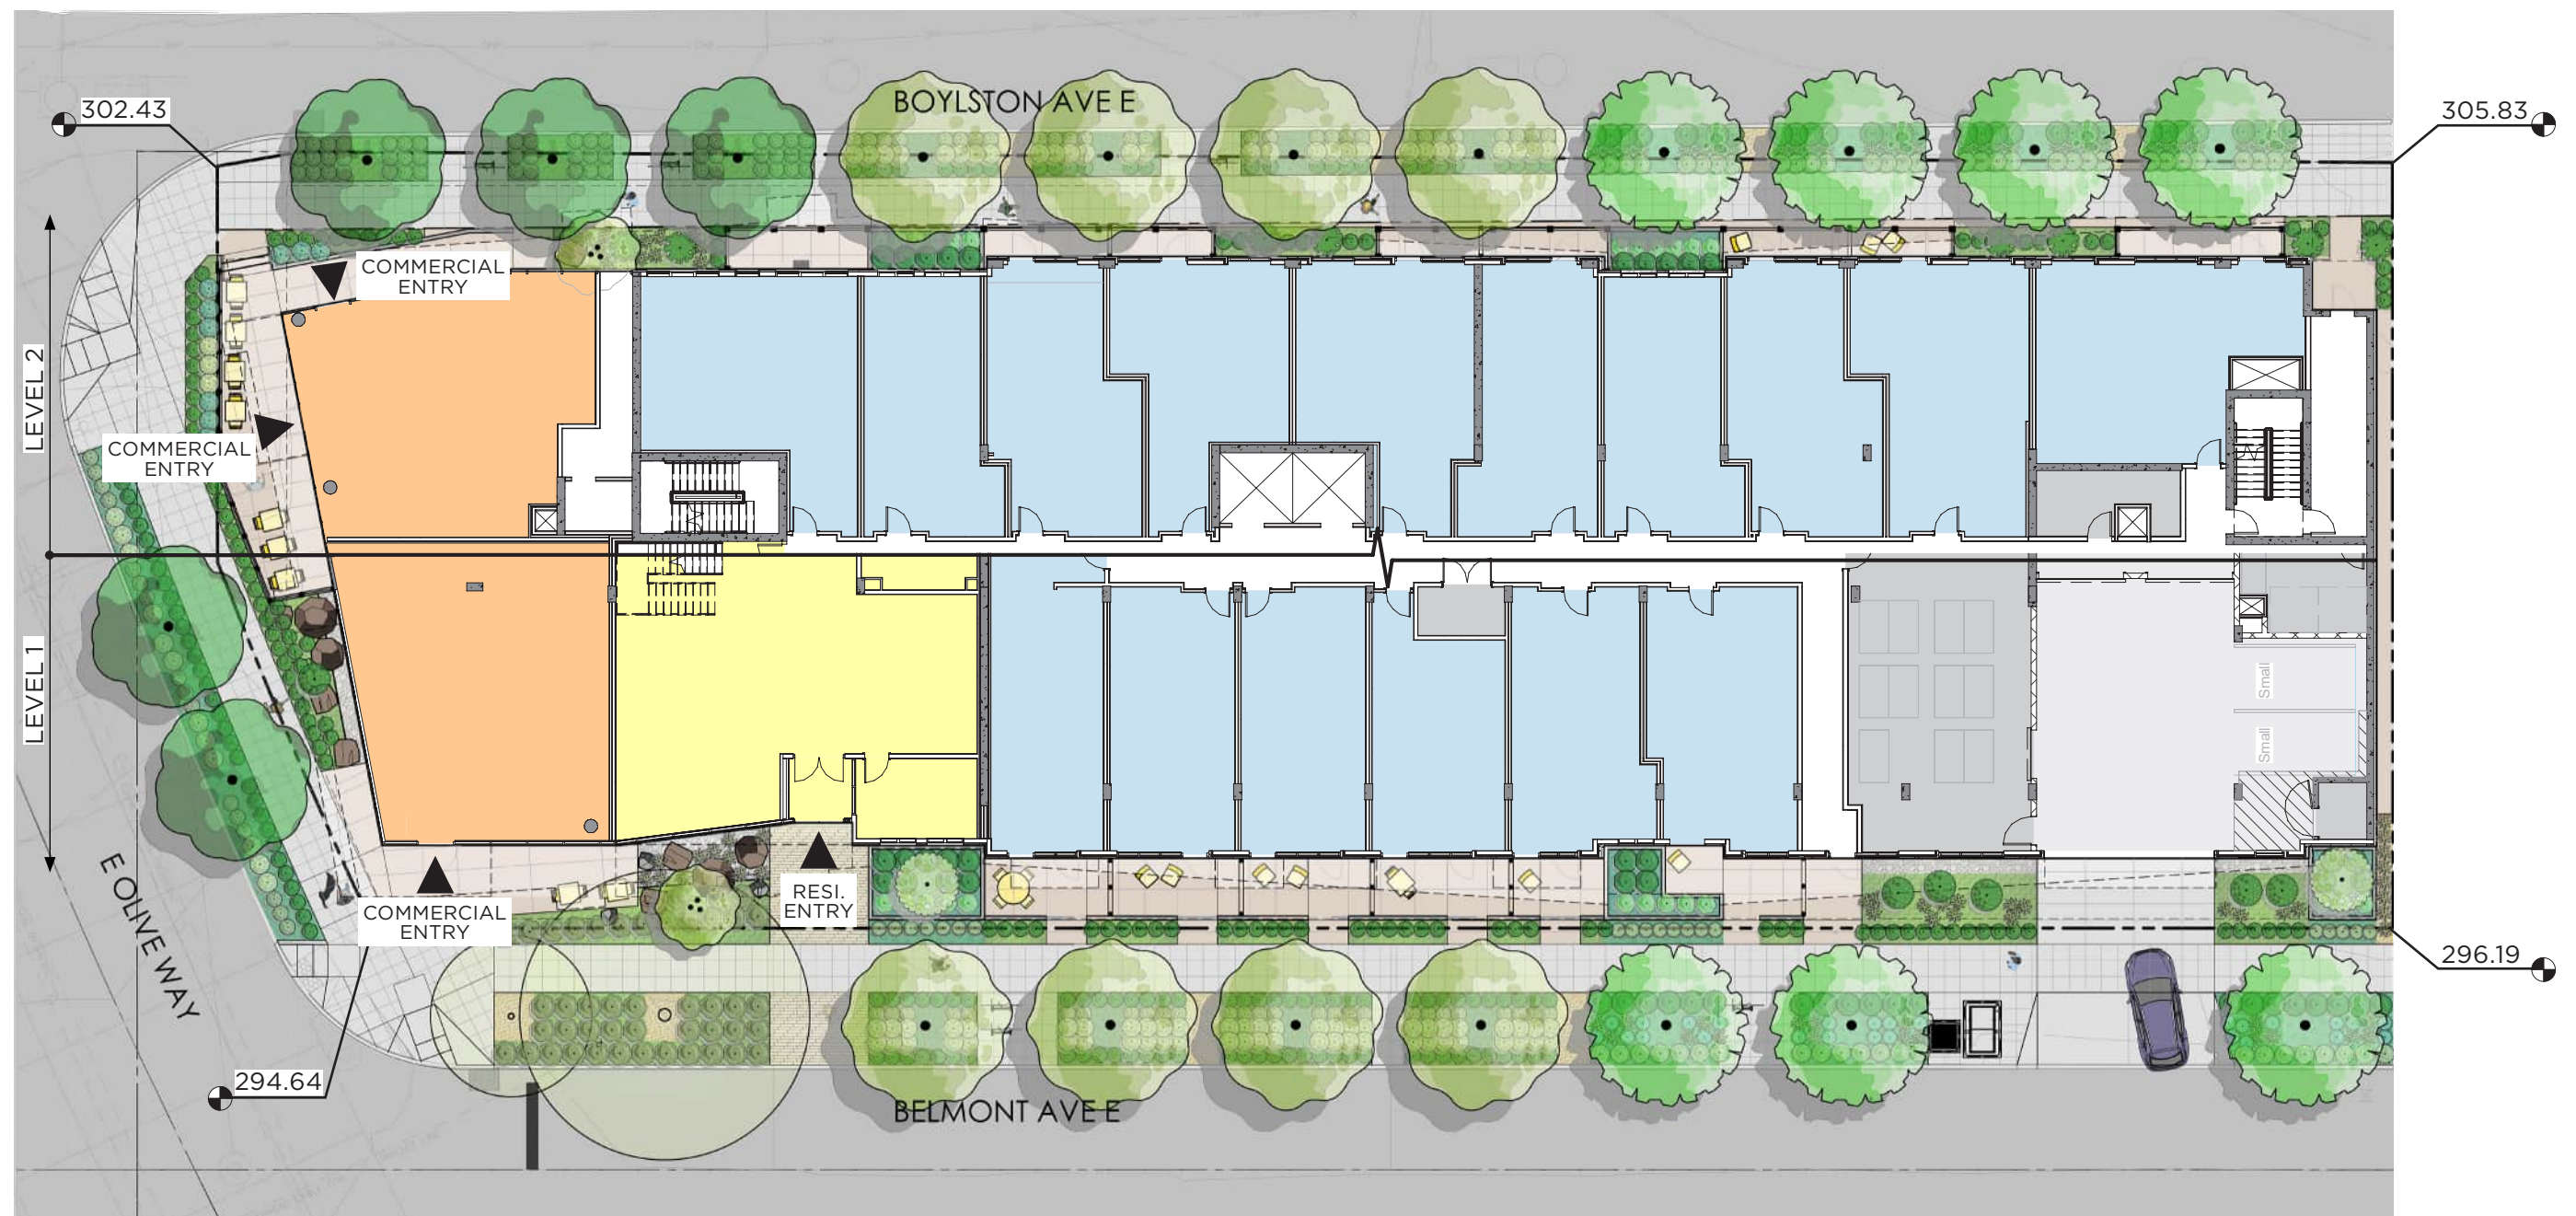 BOYLSTON AVE E
302.43
305.83
COMMERCIAL
ENTRY
LEVEL 2
COMMERCIAL
ENTRY
LEVEL 1
Small
Small
E OLIVE WAY
RESI.
ENTRY
COMMERCIAL
ENTRY
296.19
294.64
BELMONT AVE E